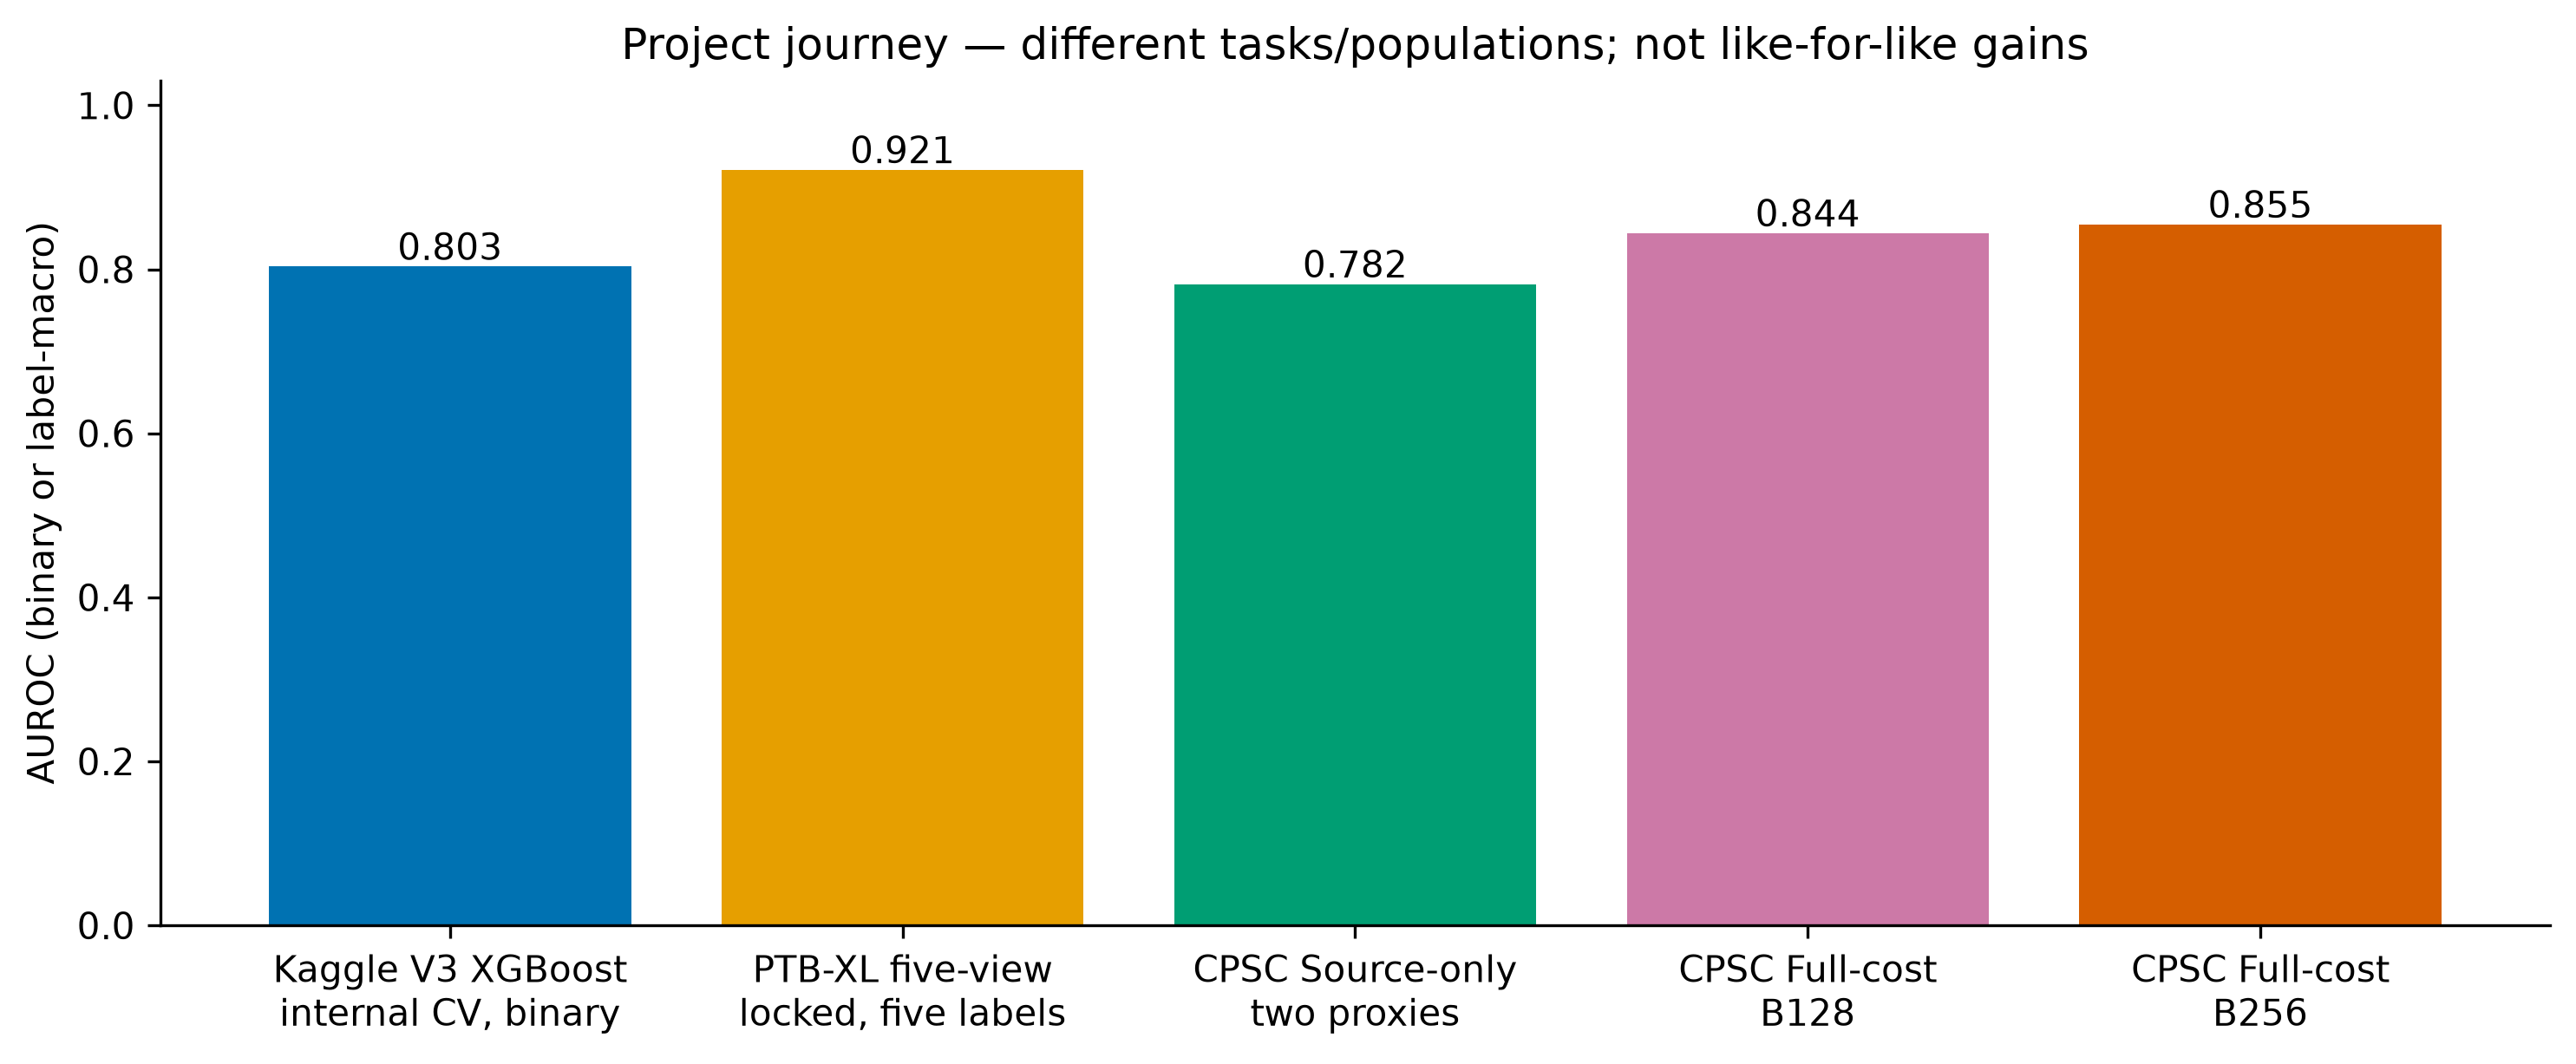 Project journey — different tasks/populations; not like-for-like gains
AUROC (binary or label-macro)
1.0
0.8
0.6
0.4
0.2
0.0
0.803
0.921
0.782
0.844
0.855
Kaggle V3 XGBoost
internal CV, binary
PTB-XL five-view
locked, five labels
CPSC Source-only
two proxies
CPSC Full-cost
B128
CPSC Full-cost
B256